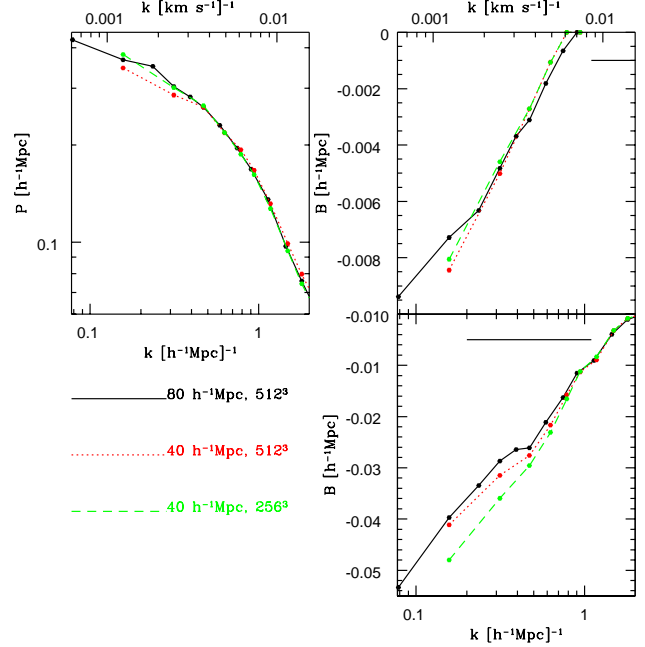 k [km s⁻¹]⁻¹
k [km s⁻¹]⁻¹
0.001
0.01
0.001
0.01
P [h⁻¹Mpc]
0.1
0.1
1
k [h⁻¹Mpc]⁻¹
B [h⁻¹Mpc]
0
-0.002
-0.004
-0.006
-0.008
-0.010
-0.01
-0.02
-0.03
-0.04
-0.05
B [h⁻¹Mpc]
80 h⁻¹Mpc, 512³
40 h⁻¹Mpc, 512³
40 h⁻¹Mpc, 256³
0.1
1
k [h⁻¹Mpc]⁻¹